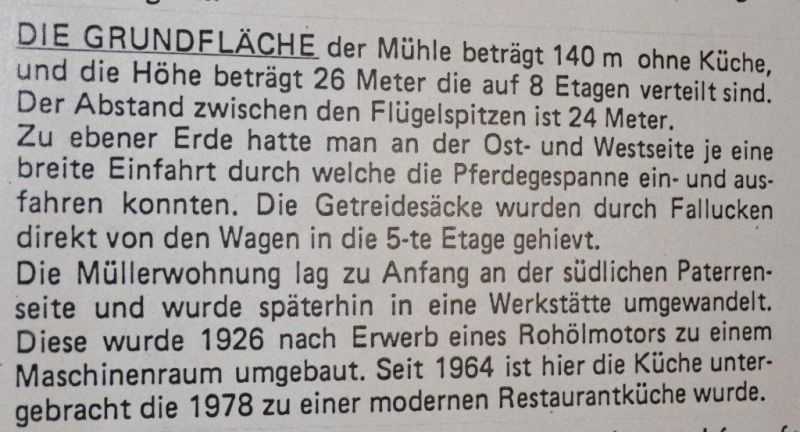 DIE GRUNDFLÄCHE der Mühle beträgt 140 m ohne Küche,
und die Höhe beträgt 26 Meter die auf 8 Etagen verteilt sind.
Der Abstand zwischen den Flügelspitzen ist 24 Meter.
Zu ebener Erde hatte man an der Ost- und Westseite je eine
breite Einfahrt durch welche die Pferdegespanne ein- und aus-
fahren konnten. Die Getreidesäcke wurden durch Fallucken
direkt von den Wagen in die 5-te Etage gehievt.
Die Müllerwohnung lag zu Anfang an der südlichen Paterren-
seite und wurde späterhin in eine Werkstätte umgewandelt.
Diese wurde 1926 nach Erwerb eines Rohölmotors zu einem
Maschinenraum umgebaut. Seit 1964 ist hier die Küche unter-
gebracht die 1978 zu einer modernen Restaurantküche wurde.